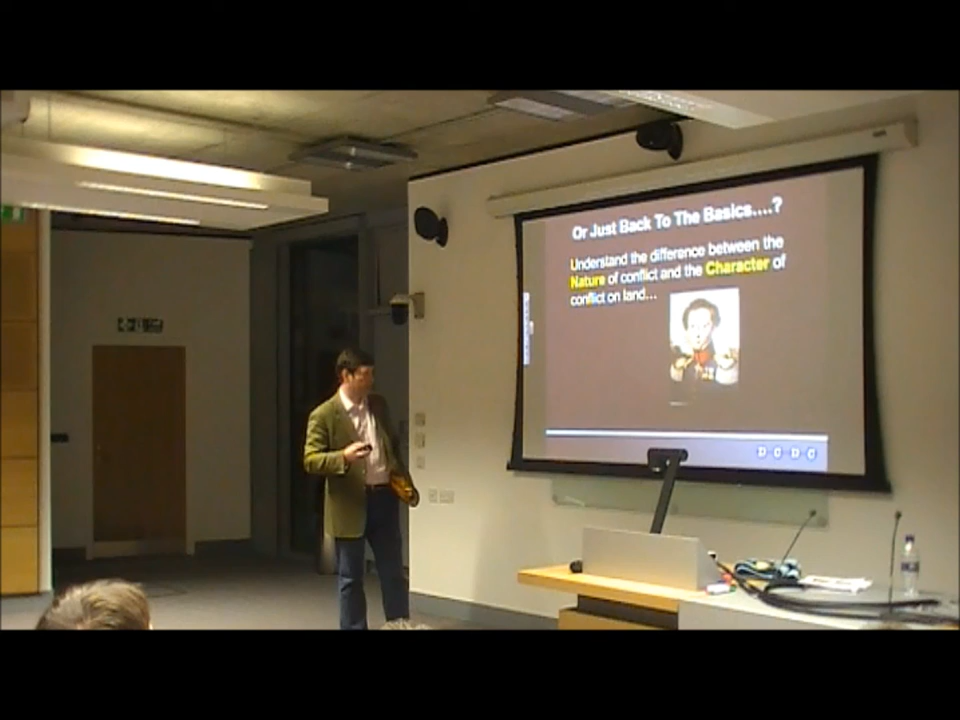 Or Just Back To The Basics....?
Understand the difference between the
Nature of conflict and the Character of
conflict on land...
D C D C